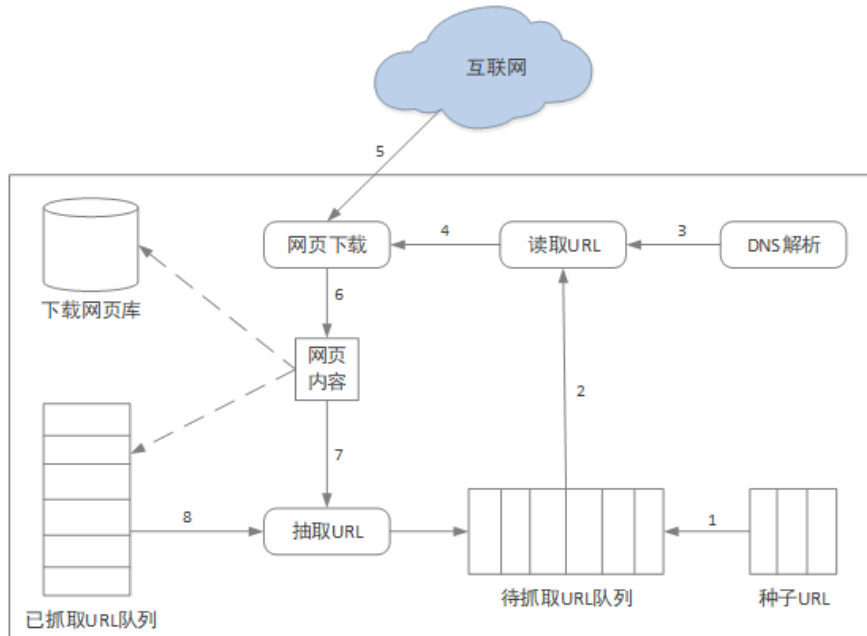 互联网
5
网页下载
4
读取URL
3
DNS解析
下载网页库
6
网页
内容
2
7
8
抽取URL
1
已抓取URL队列
待抓取URL队列
种子URL